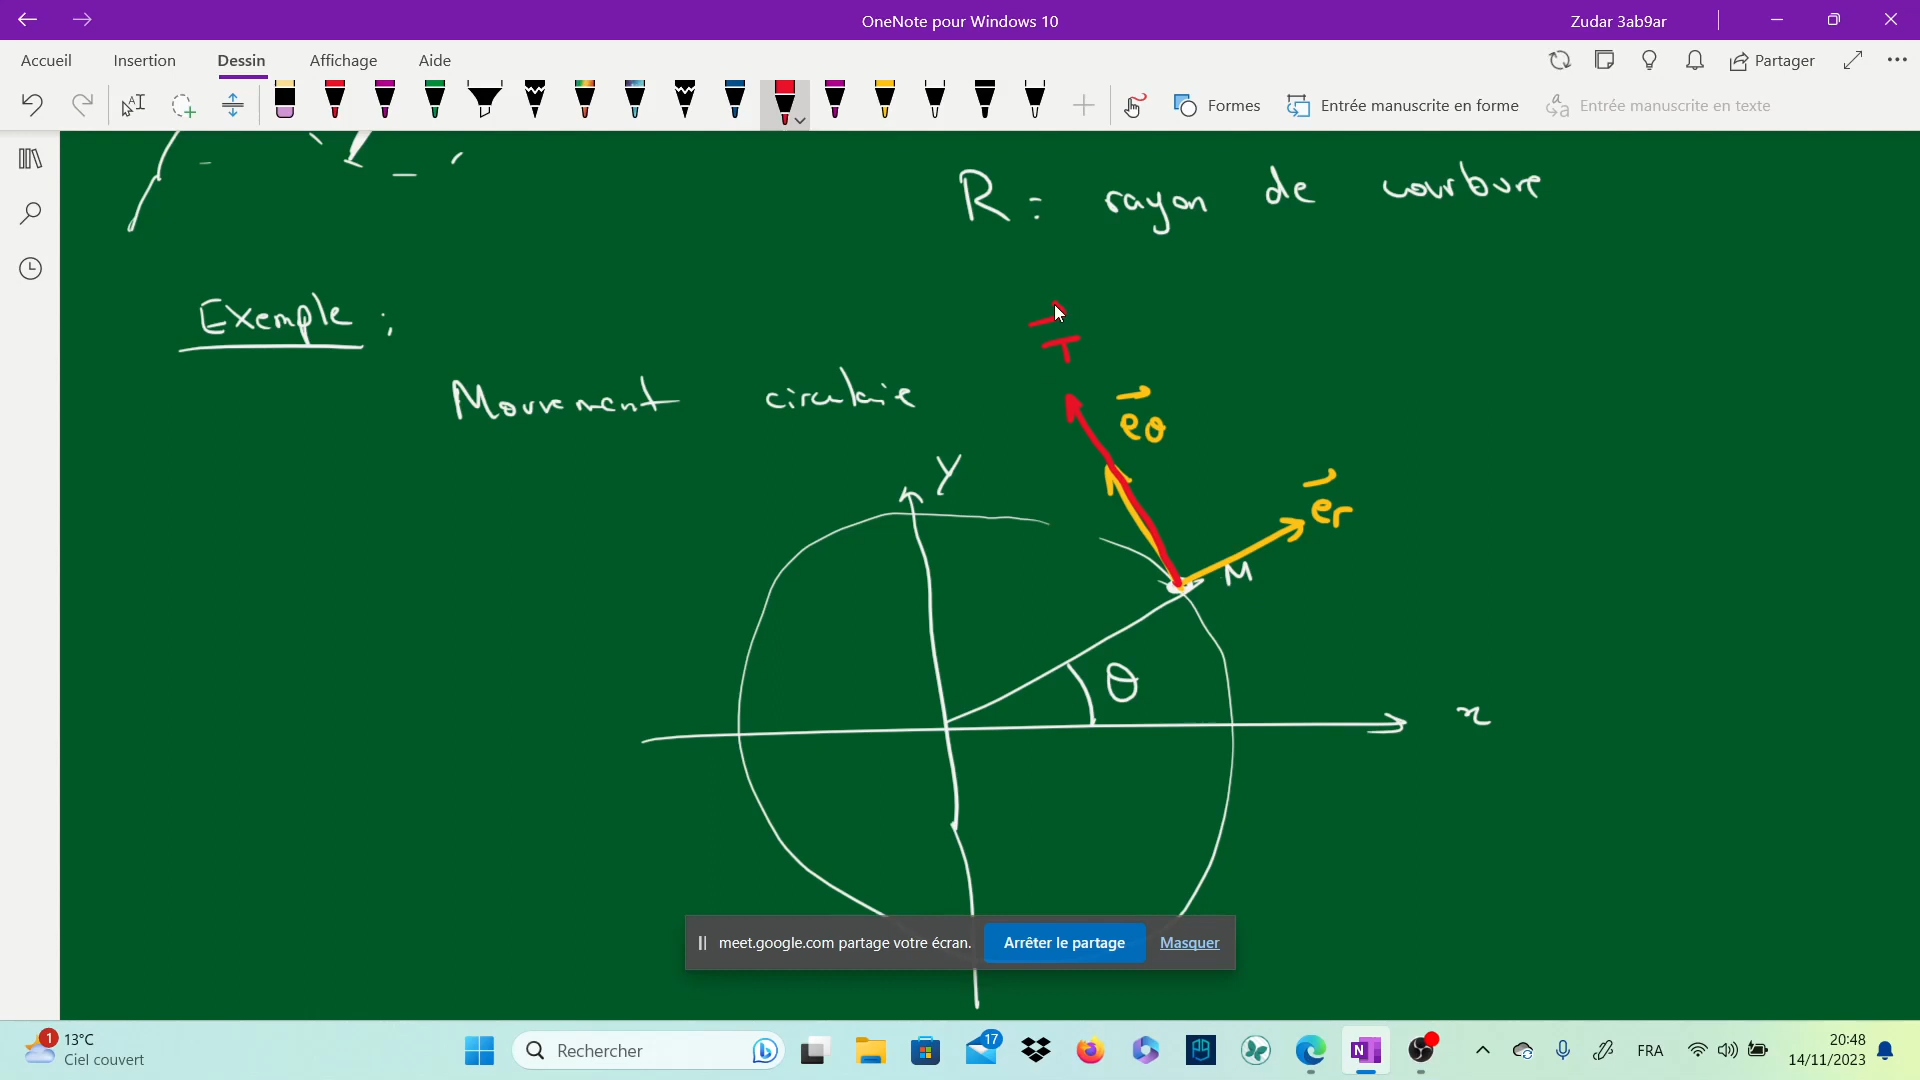 OneNote pour Windows 10
Zudar 3ab9ar
Accueil Insertion Dessin Affichage Aide
Partager
Formes Entrée manuscrite en forme Entrée manuscrite en texte
R = rayon de courbure
Exemple :
Mouvement circulaire
T
eθ
er
y
M
θ
x
meet.google.com partage votre écran. Arrêter le partage Masquer
1 13°C
Ciel couvert
Rechercher
17
FRA
20:48
14/11/2023